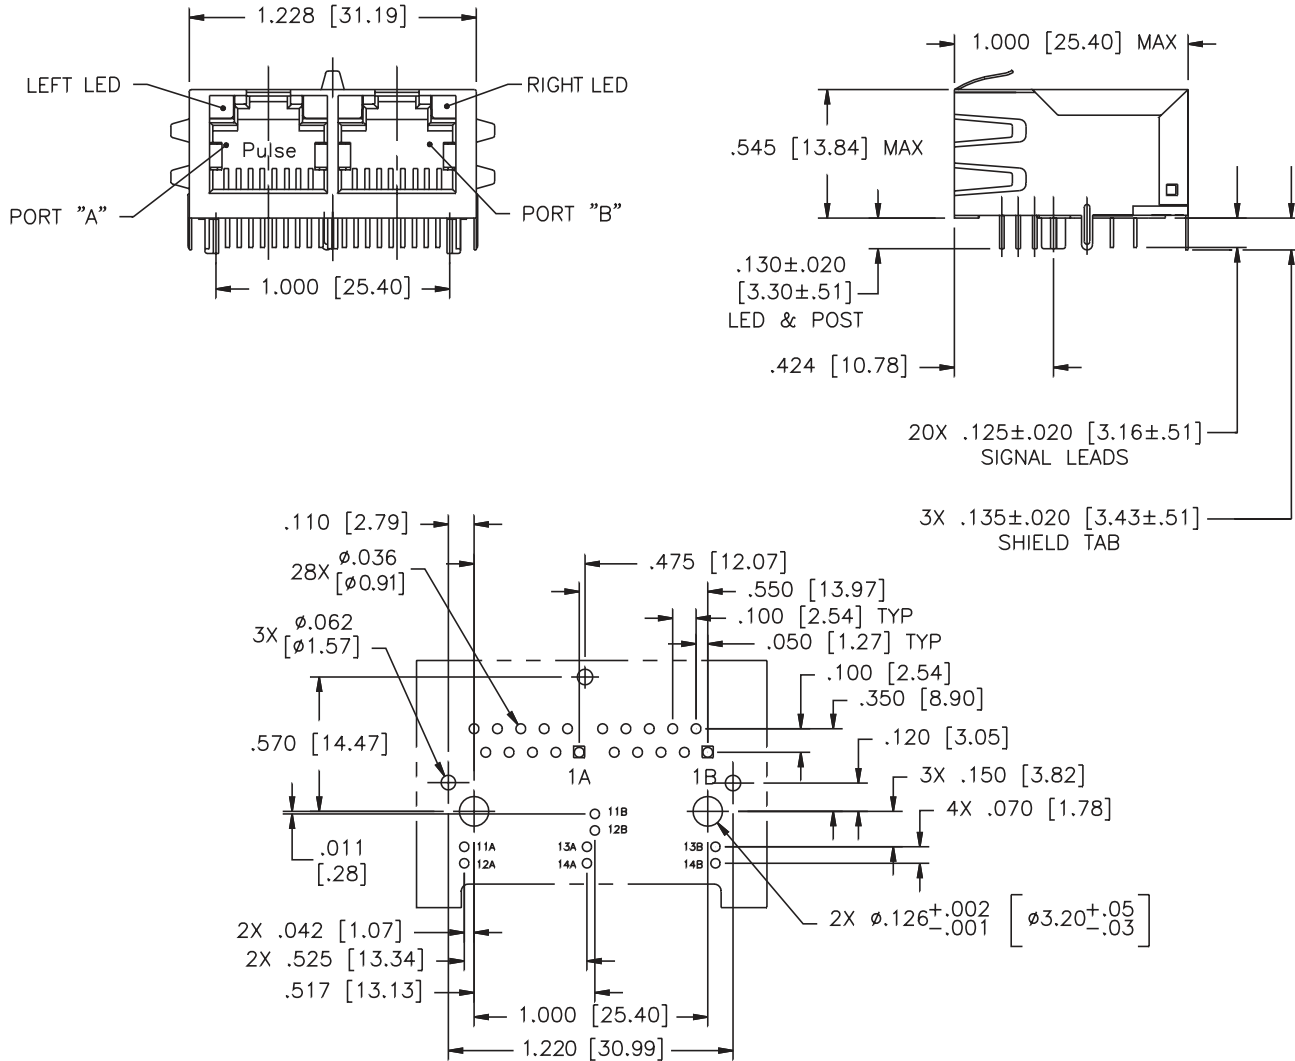 1.228 [31.19]
LEFT LED
RIGHT LED
Pulse
PORT "A"
PORT "B"
1.000 [25.40]
1.000 [25.40] MAX
.545 [13.84] MAX
.130±.020
[3.30±.51]
LED & POST
.424 [10.78]
20X .125±.020 [3.16±.51]
SIGNAL LEADS
3X .135±.020 [3.43±.51]
SHIELD TAB
.110 [2.79]
28X ø.036
[ø0.91]
3X ø.062
[ø1.57]
.475 [12.07]
.550 [13.97]
.100 [2.54] TYP
.050 [1.27] TYP
.100 [2.54]
.350 [8.90]
.570 [14.47]
.120 [3.05]
1A
1B
3X .150 [3.82]
4X .070 [1.78]
11B
12B
11A
12A
13A
14A
13B
14B
.011
[.28]
2X ø.126 +.002 -.001 [ø3.20 +.05 -.03]
2X .042 [1.07]
2X .525 [13.34]
.517 [13.13]
1.000 [25.40]
1.220 [30.99]